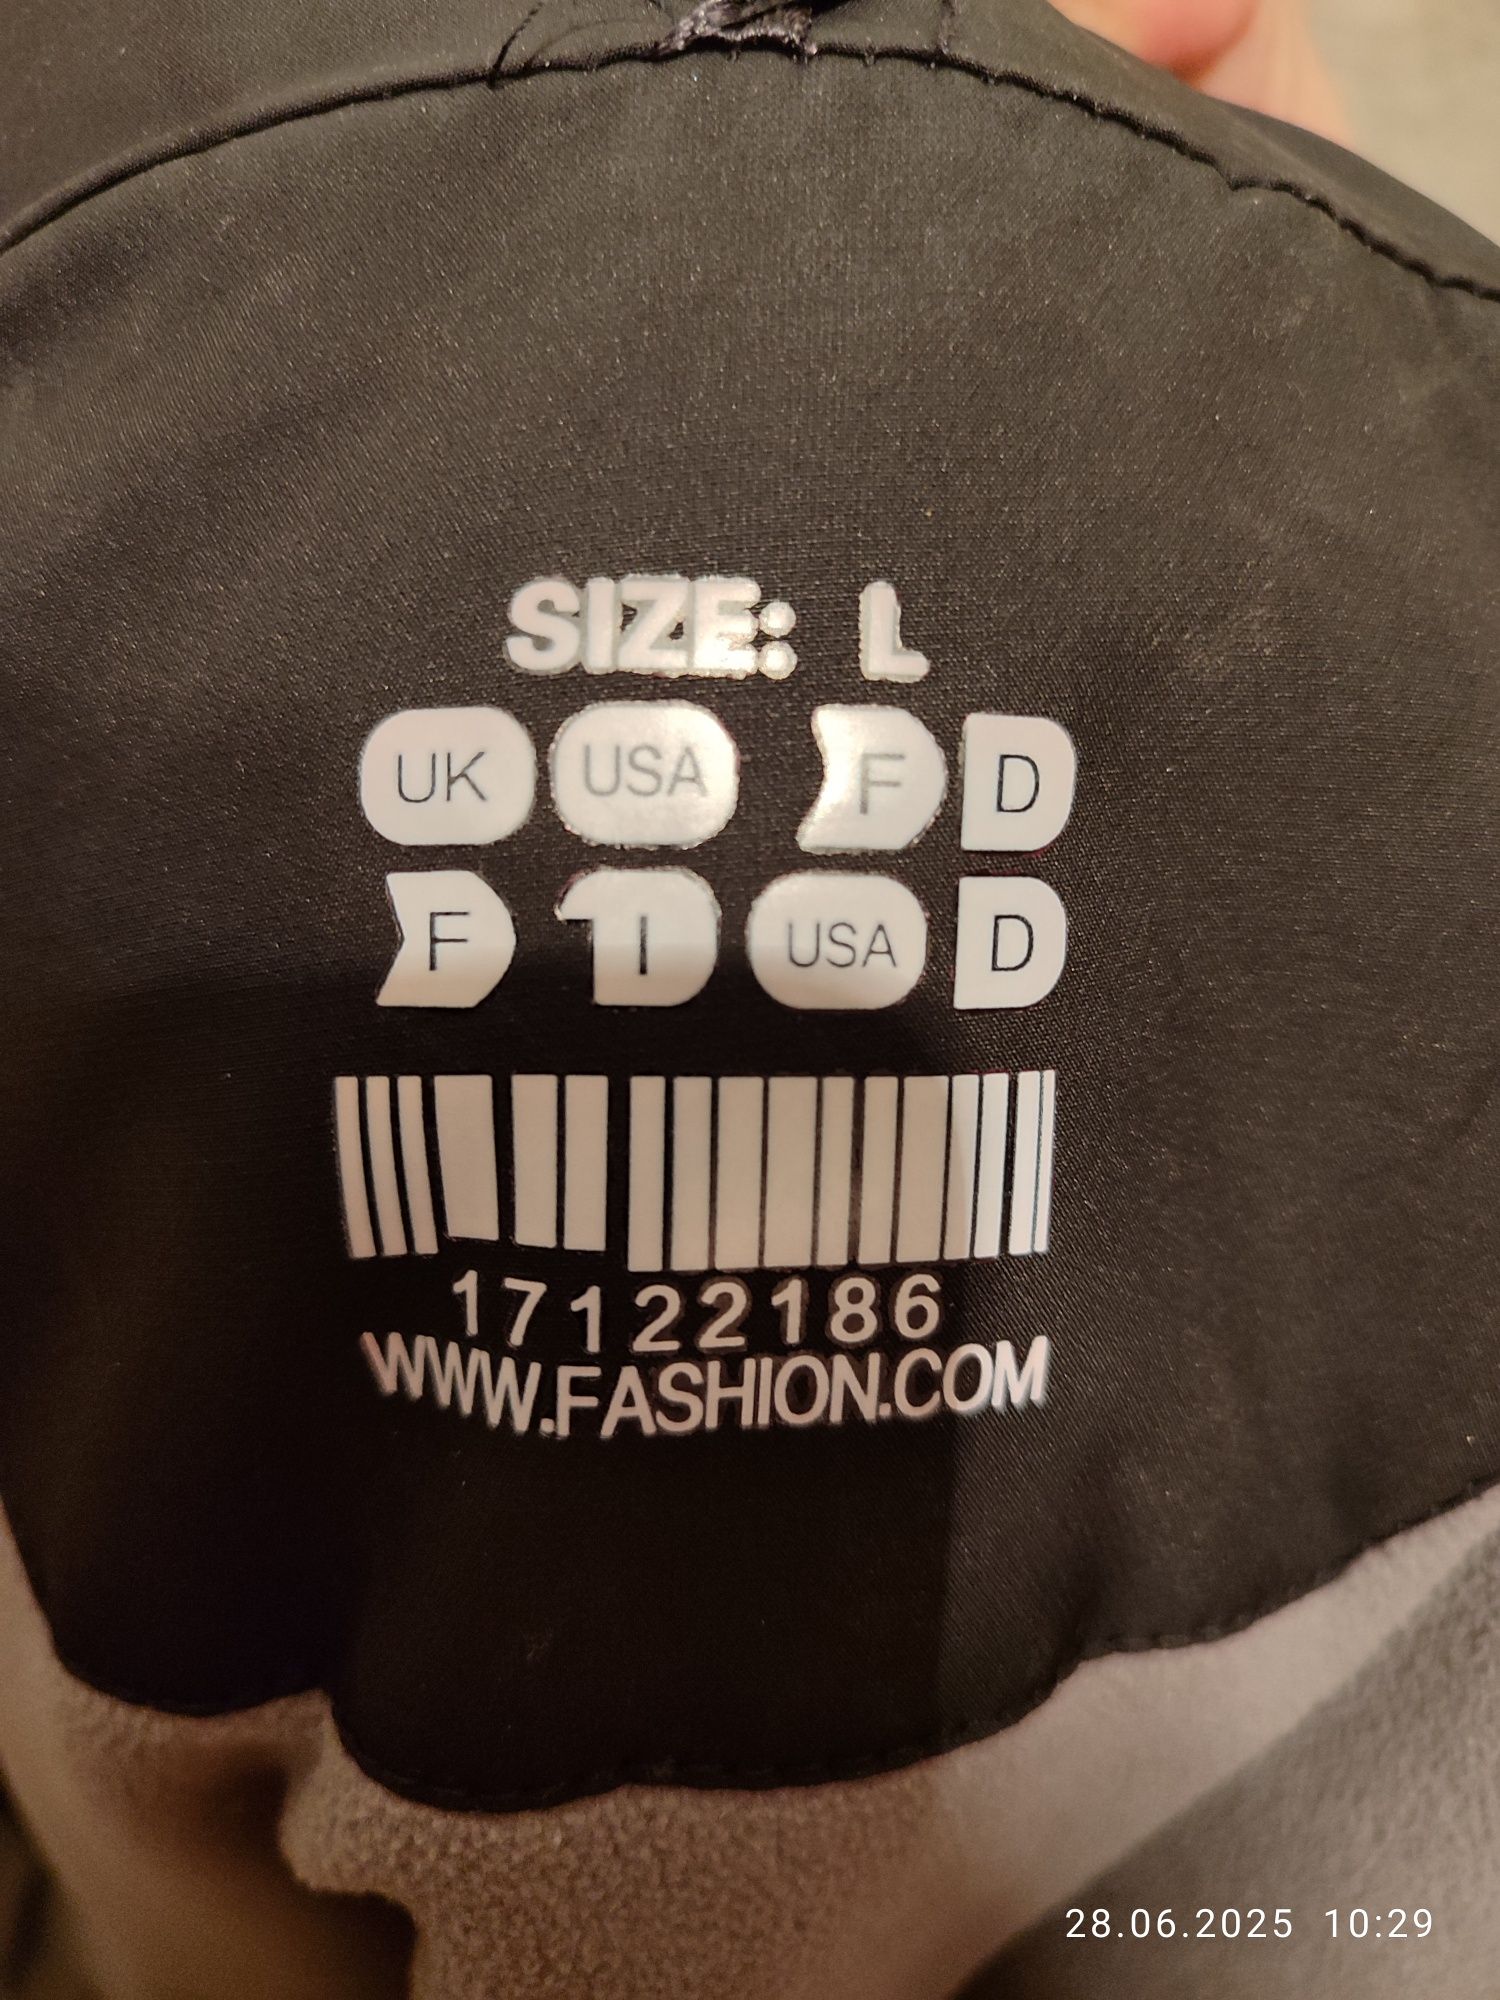 SIZE: L
UK USA F D
F I USA D
17122186
WWW.FASHION.COM
28.06.2025 10:29